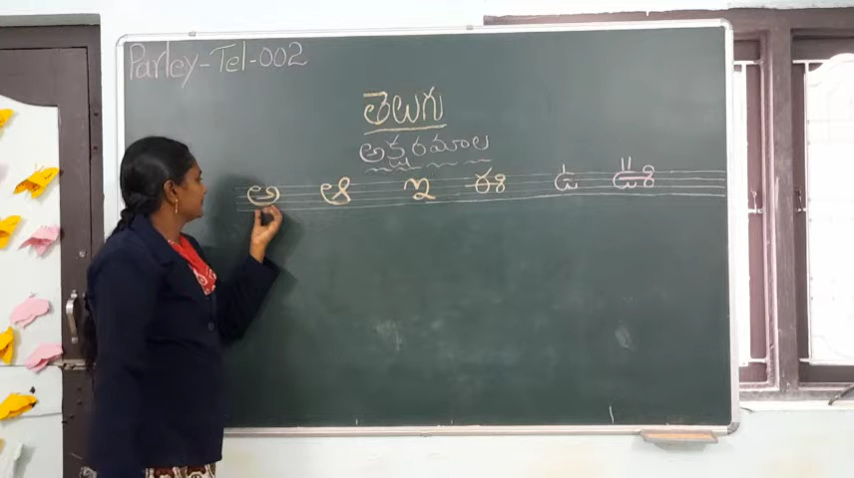 Parley-Tel-002
తెలుగు
అక్షరమాల
అ ఆ ఇ ఈ ఉ ఊ